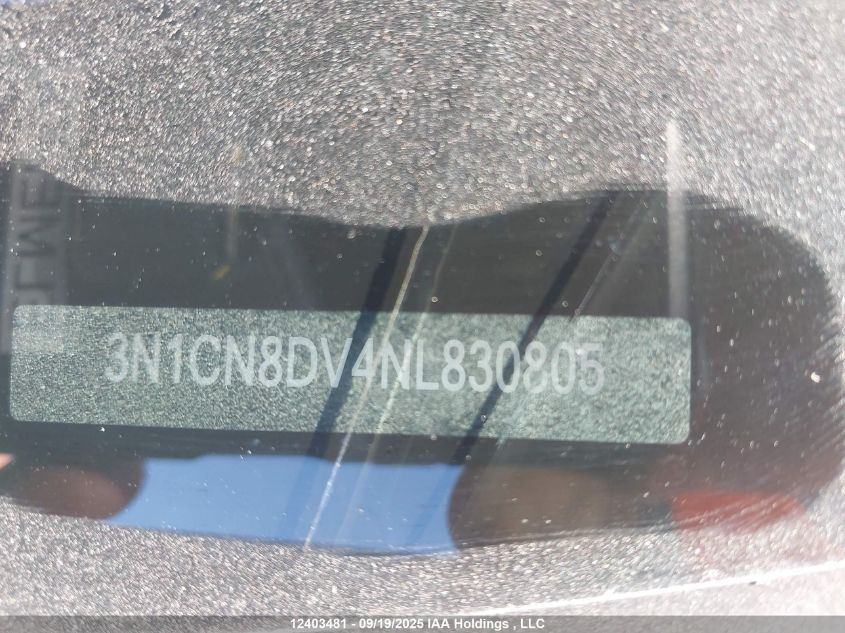 3N1CN8DV4NL830805
12403481 - 09/19/2025 IAA Holdings , LLC